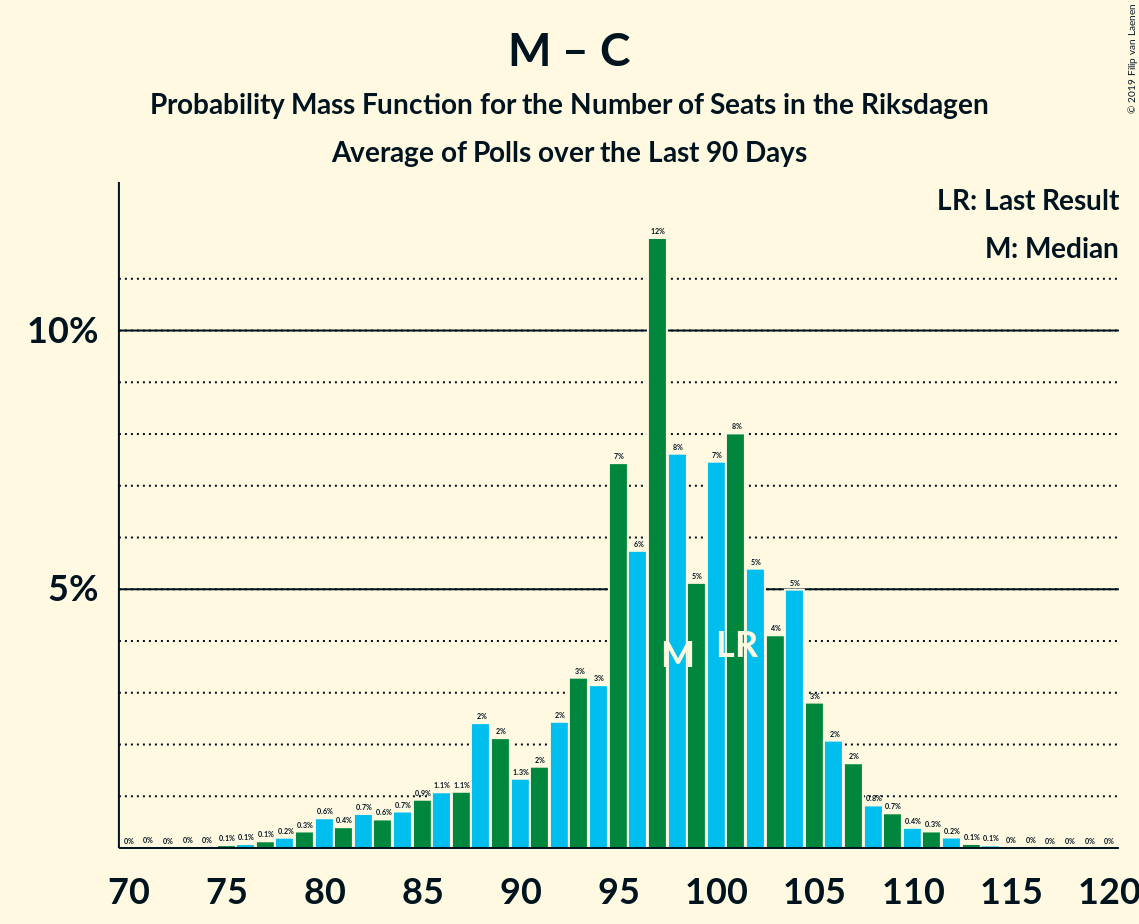 © 2019 Filip van Laenen
M – C
Probability Mass Function for the Number of Seats in the Riksdagen
Average of Polls over the Last 90 Days
LR: Last Result
M: Median
10%
5%
0% 0% 0% 0% 0% 0.1% 0.1% 0.1% 0.2% 0.3% 0.6% 0.4% 0.7% 0.6% 0.7% 0.9% 1.1% 1.1% 2% 2% 1.3% 2% 2% 3% 3% 7% 6% 12% 8% 5% 7% 8% 5% 4% 5% 3% 2% 2% 0.8% 0.7% 0.4% 0.3% 0.2% 0.1% 0.1% 0% 0% 0% 0% 0% 0%
M LR
70 75 80 85 90 95 100 105 110 115 120